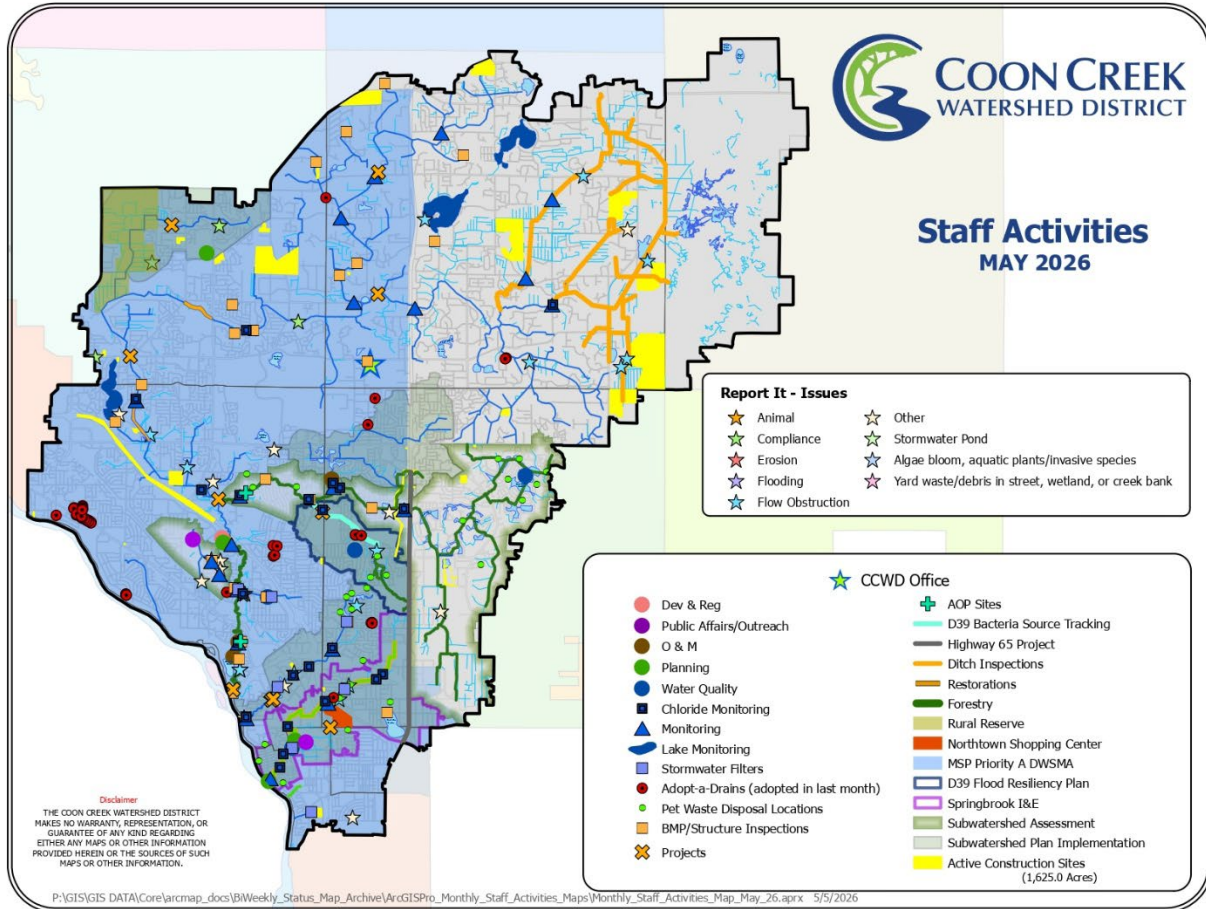 COON CREEK
WATERSHED DISTRICT
Staff Activities
MAY 2026
Report It - Issues
Animal
Compliance
Erosion
Flooding
Flow Obstruction
Other
Stormwater Pond
Algae bloom, aquatic plants/invasive species
Yard waste/debris in street, wetland, or creek bank
CCWD Office
Dev & Reg
Public Affairs/Outreach
O & M
Planning
Water Quality
Chloride Monitoring
Monitoring
Lake Monitoring
Stormwater Filters
Adopt-a-Drains (adopted in last month)
Pet Waste Disposal Locations
BMP/Structure Inspections
Projects
AOP Sites
D39 Bacteria Source Tracking
Highway 65 Project
Ditch Inspections
Restorations
Forestry
Rural Reserve
Northtown Shopping Center
MSP Priority A DWSMA
D39 Flood Resiliency Plan
Springbrook I&E
Subwatershed Assessment
Subwatershed Plan Implementation
Active Construction Sites
(1,625.0 Acres)
Disclaimer
THE COON CREEK WATERSHED DISTRICT
MAKES NO WARRANTY, REPRESENTATION, OR
GUARANTEE OF ANY KIND REGARDING
EITHER ANY MAPS OR OTHER INFORMATION
PROVIDED HEREIN OR THE SOURCES OF SUCH
MAPS OR OTHER INFORMATION.
P:\GIS\GIS DATA\Core\arcmap_docs\BiWeekly_Status_Map_Archive\ArcGISPro_Monthly_Staff_Activities_Maps\Monthly_Staff_Activities_Map_May_26.aprx 5/5/2026